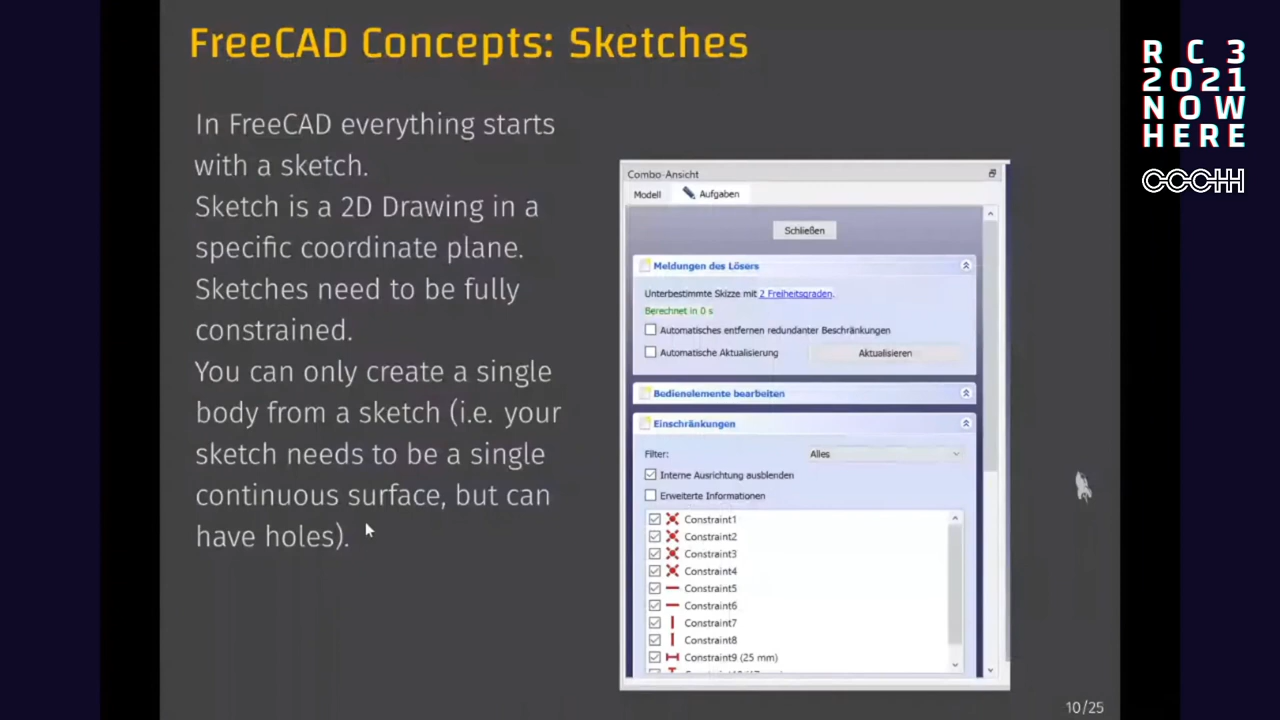 FreeCAD Concepts: Sketches
In FreeCAD everything starts
with a sketch.
Sketch is a 2D Drawing in a
specific coordinate plane.
Sketches need to be fully
constrained.
You can only create a single
body from a sketch (i.e. your
sketch needs to be a single
continuous surface, but can
have holes).
Combo-Ansicht
Modell Aufgaben
Schließen
Meldungen des Lösers
Unterbestimmte Skizze mit 2 Freiheitsgraden.
Berechnet in 0 s
Automatisches entfernen redundanter Beschränkungen
Automatische Aktualisierung Aktualisieren
Bedienelemente bearbeiten
Einschränkungen
Filter: Alles
Interne Ausrichtung ausblenden
Erweiterte Informationen
Constraint1
Constraint2
Constraint3
Constraint4
Constraint5
Constraint6
Constraint7
Constraint8
Constraint9 (25 mm)
10/25
RC3
2021
NOW
HERE
CCCHH